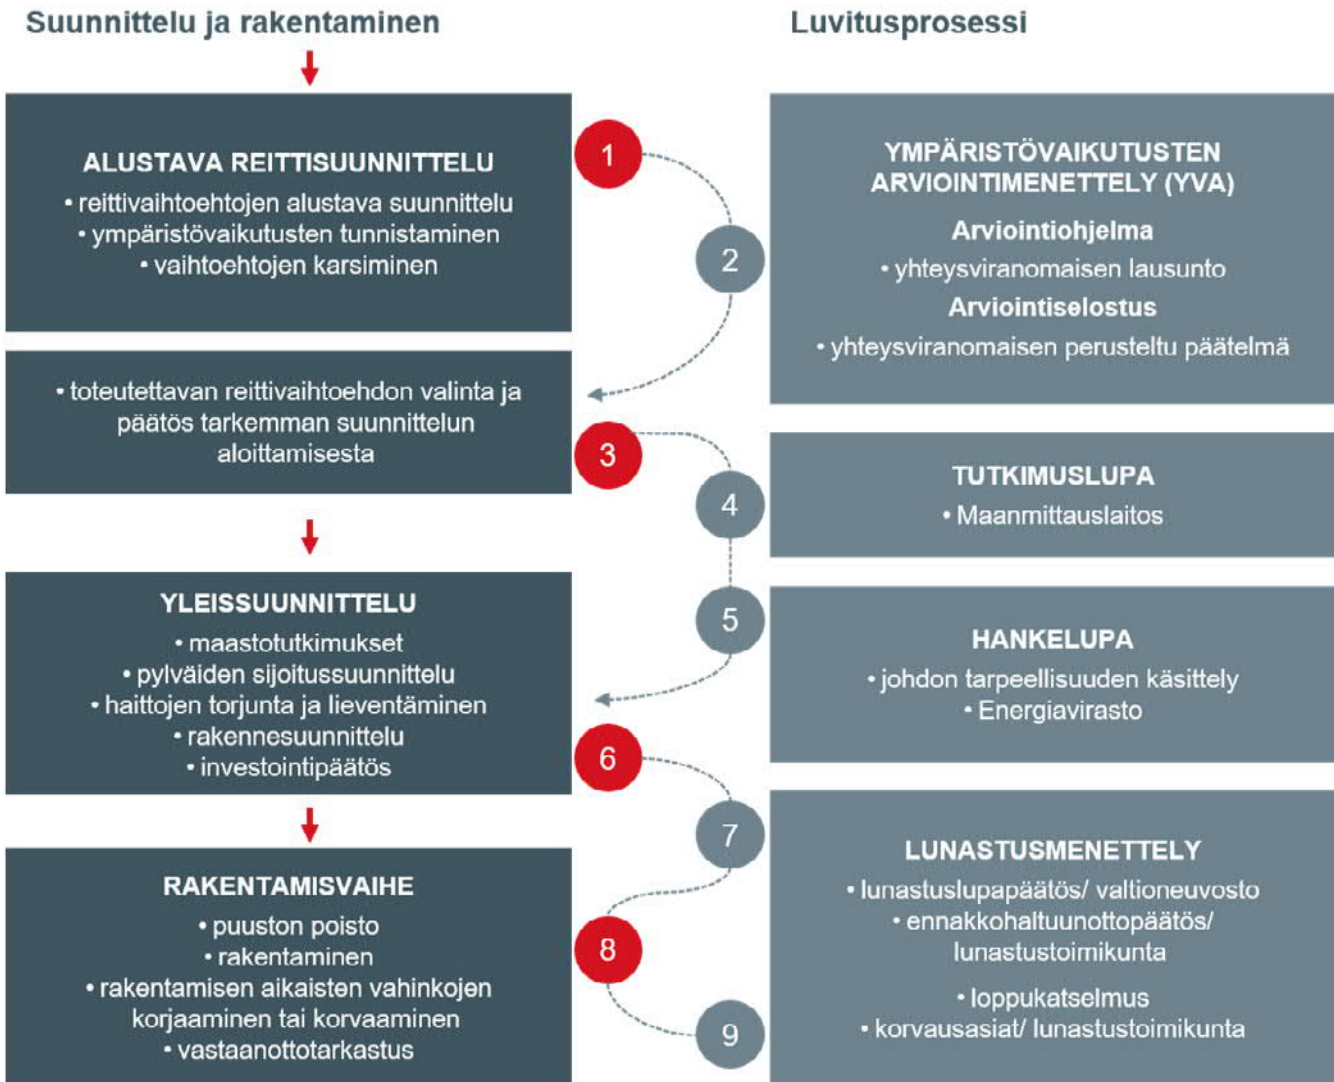 Suunnittelu ja rakentaminen
Luvitusprosessi
ALUSTAVA REITTISUUNNITTELU
• reittivaihtoehtojen alustava suunnittelu
• ympäristövaikutusten tunnistaminen
• vaihtoehtojen karsiminen
1
2
YMPÄRISTÖVAIKUTUSTEN
ARVIOINTIMENETTELY (YVA)
Arviointiohjelma
• yhteysviranomaisen lausunto
Arviointiselostus
• yhteysviranomaisen perusteltu päätelmä
• toteutettavan reittivaihtoehdon valinta ja
päätös tarkemman suunnittelun
aloittamisesta
3
4
TUTKIMUSLUPA
• Maanmittauslaitos
5
HANKELUPA
• johdon tarpeellisuuden käsittely
• Energiavirasto
YLEISSUUNNITTELU
• maastotutkimukset
• pylväiden sijoitussuunnittelu
• haittojen torjunta ja lieventäminen
• rakennesuunnittelu
• investointipäätös
6
7
LUNASTUSMENETTELY
• lunastuslupapäätös/ valtioneuvosto
• ennakkohaltuunottopäätös/
lunastustoimikunta
• loppukatselmus
• korvausasiat/ lunastustoimikunta
RAKENTAMISVAIHE
• puuston poisto
• rakentaminen
• rakentamisen aikaisten vahinkojen
korjaaminen tai korvaaminen
• vastaanottotarkastus
8
9